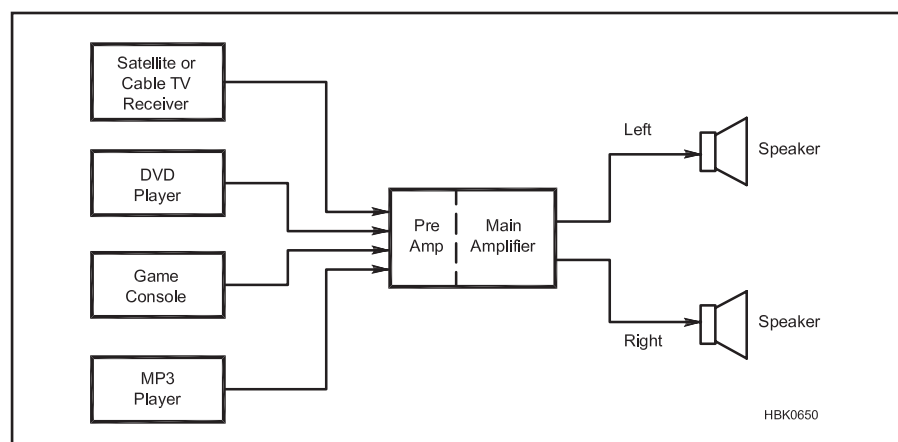 Satellite or
Cable TV
Receiver
DVD
Player
Game
Console
MP3
Player
Pre
Amp
Main
Amplifier
Left
Speaker
Right
Speaker
HBK0650